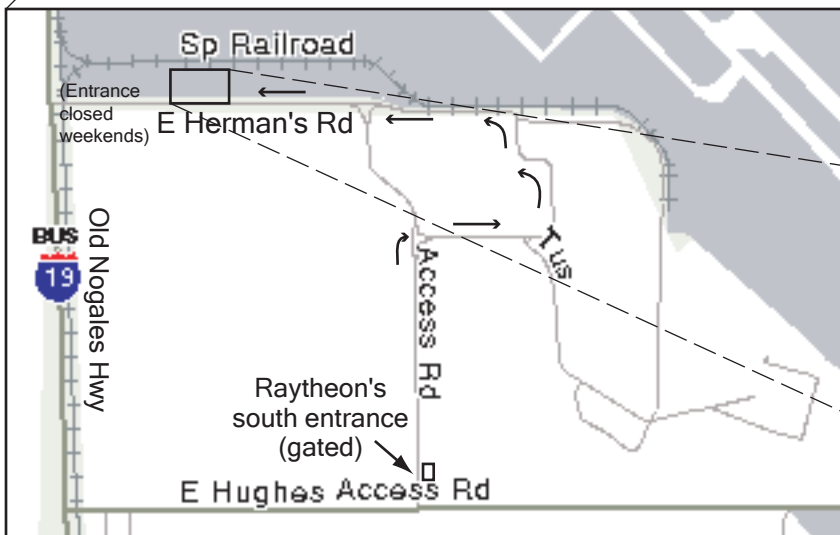 Sp Railroad
(Entrance
closed
weekends)
E Herman's Rd
BUS
19
Old Nogales Hwy
Tus
Access Rd
Raytheon's
south entrance
(gated)
E Hughes Access Rd